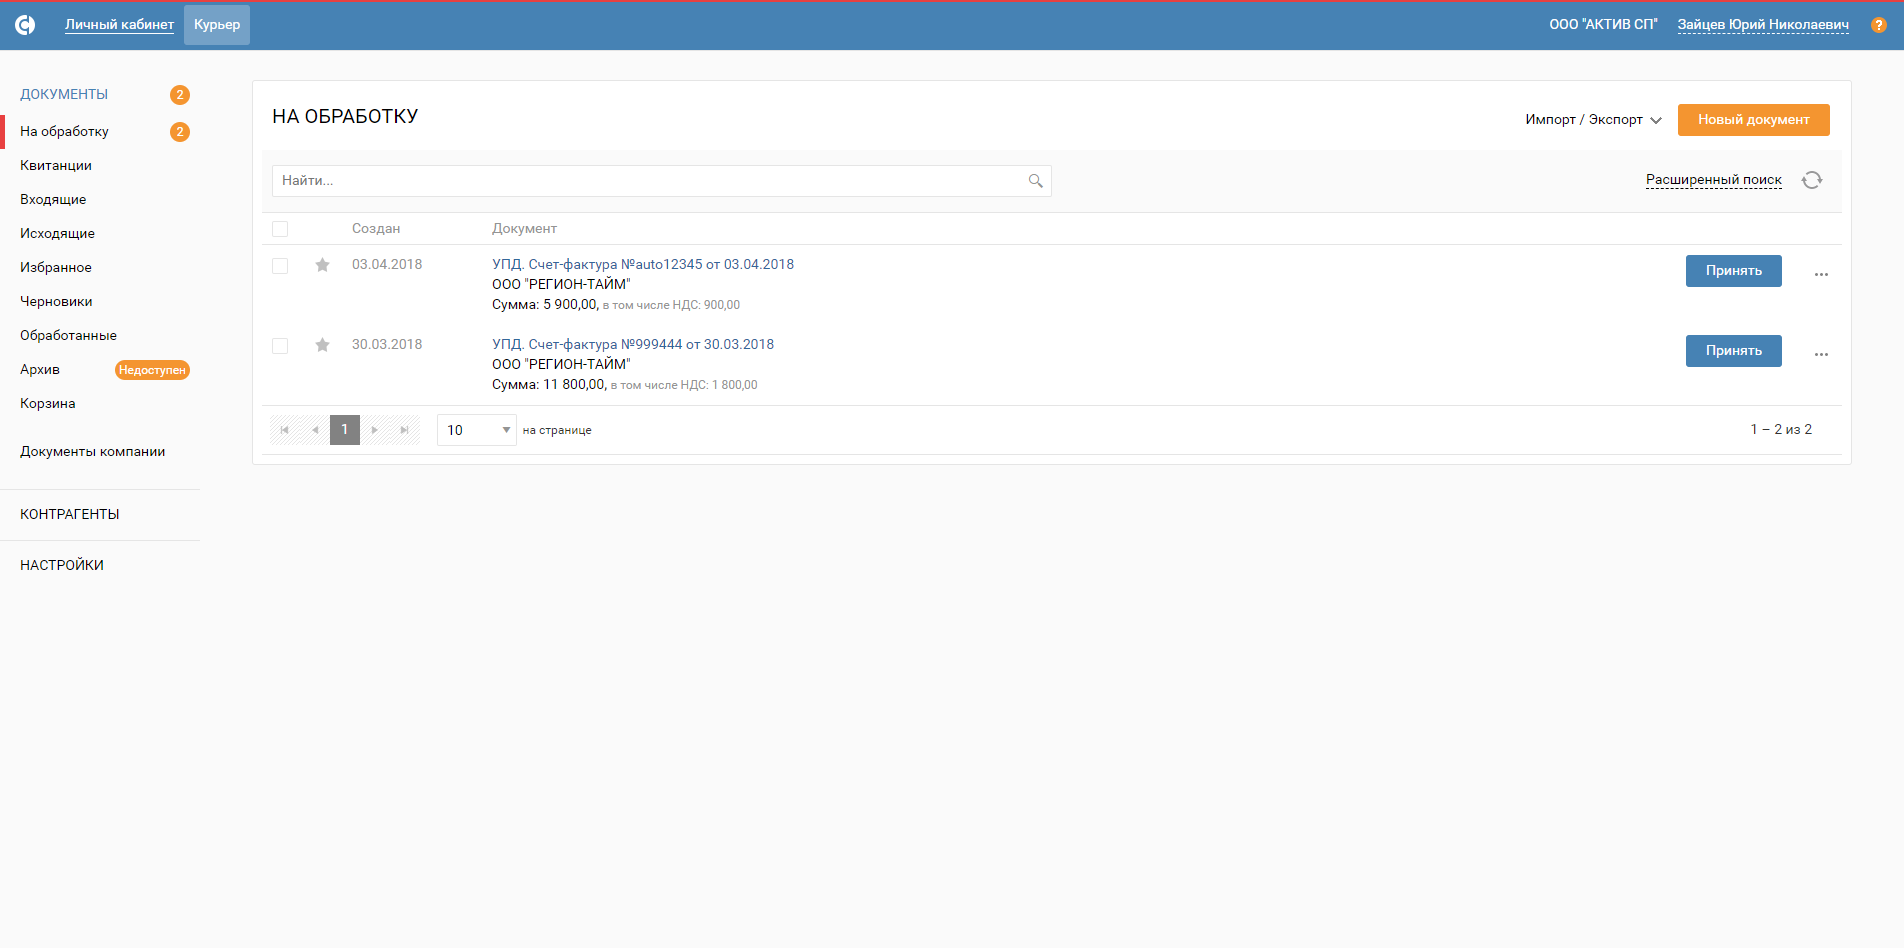 Личный кабинет Курьер ООО "АКТИВ СП" Зайцев Юрий Николаевич ?
ДОКУМЕНТЫ 2
На обработку 2
Квитанции
Входящие
Исходящие
Избранное
Черновики
Обработанные
Архив Недоступен
Корзина
Документы компании
КОНТРАГЕНТЫ
НАСТРОЙКИ
НА ОБРАБОТКУ
Импорт / Экспорт Новый документ
Найти... Расширенный поиск
Создан Документ
03.04.2018 УПД. Счет-фактура №auto12345 от 03.04.2018 Принять ...
ООО "РЕГИОН-ТАЙМ"
Сумма: 5 900,00, в том числе НДС: 900,00
30.03.2018 УПД. Счет-фактура №999444 от 30.03.2018 Принять ...
ООО "РЕГИОН-ТАЙМ"
Сумма: 11 800,00, в том числе НДС: 1 800,00
1 10 на странице 1 – 2 из 2